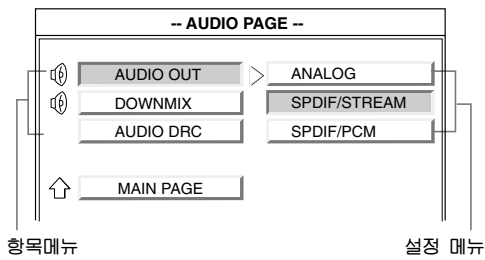 -- AUDIO PAGE --
AUDIO OUT ANALOG
DOWNMIX SPDIF/STREAM
AUDIO DRC SPDIF/PCM
MAIN PAGE
항목메뉴 설정 메뉴